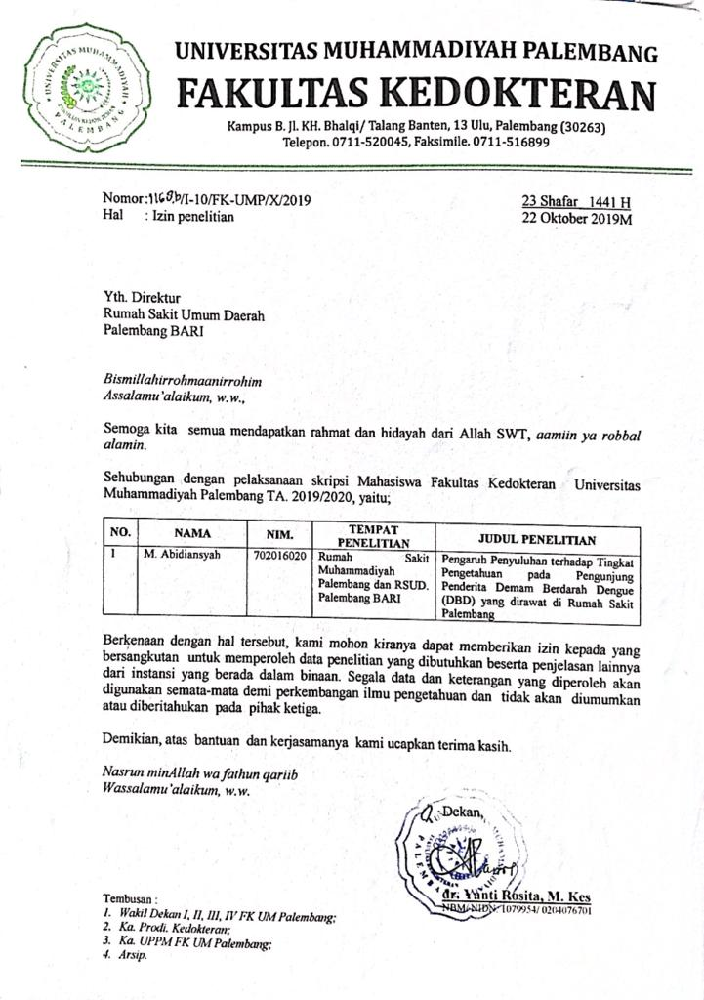 UNIVERSITAS MUHAMMADIYAH PALEMBANG
FAKULTAS KEDOKTERAN
Kampus B. Jl. KH. Bhalqi/ Talang Banten, 13 Ulu, Palembang (30263)
Telepon. 0711-520045, Faksimile. 0711-516899
UNIVERSITAS MUHAMMADIYAH
PALEMBANG
Nomor: /I-10/FK-UMP/X/2019
Hal : Izin penelitian
23 Shafar 1441 H
22 Oktober 2019M
Yth. Direktur
Rumah Sakit Umum Daerah
Palembang BARI
Bismillahirrohmaanirrohim
Assalamu'alaikum, w.w.,
Semoga kita semua mendapatkan rahmat dan hidayah dari Allah SWT, aamiin ya robbal
alamin.
Sehubungan dengan pelaksanaan skripsi Mahasiswa Fakultas Kedokteran Universitas
Muhammadiyah Palembang TA. 2019/2020, yaitu;
NO. NAMA NIM. TEMPAT PENELITIAN JUDUL PENELITIAN
1 M. Abidiansyah 702016020 Rumah Sakit Pengaruh Penyuluhan terhadap Tingkat
Muhammadiyah Pengetahuan pada Pengunjung
Palembang dan RSUD. Penderita Demam Berdarah Dengue
Palembang BARI (DBD) yang dirawat di Rumah Sakit
Palembang
Berkenaan dengan hal tersebut, kami mohon kiranya dapat memberikan izin kepada yang
bersangkutan untuk memperoleh data penelitian yang dibutuhkan beserta penjelasan lainnya
dari instansi yang berada dalam binaan. Segala data dan keterangan yang diperoleh akan
digunakan semata-mata demi perkembangan ilmu pengetahuan dan tidak akan diumumkan
atau diberitahukan pada pihak ketiga.
Demikian, atas bantuan dan kerjasamanya kami ucapkan terima kasih.
Nasrun minAllah wa fathun qariib
Wassalamu'alaikum, w.w.
Dekan,
dr. Yanti Rosita, M. Kes
NBM/ NIDN. 1079954/ 0204076701
Tembusan :
1. Wakil Dekan I, II, III, IV FK UM Palembang;
2. Ka. Prodi. Kedokteran;
3. Ka. UPPM FK UM Palembang;
4. Arsip.